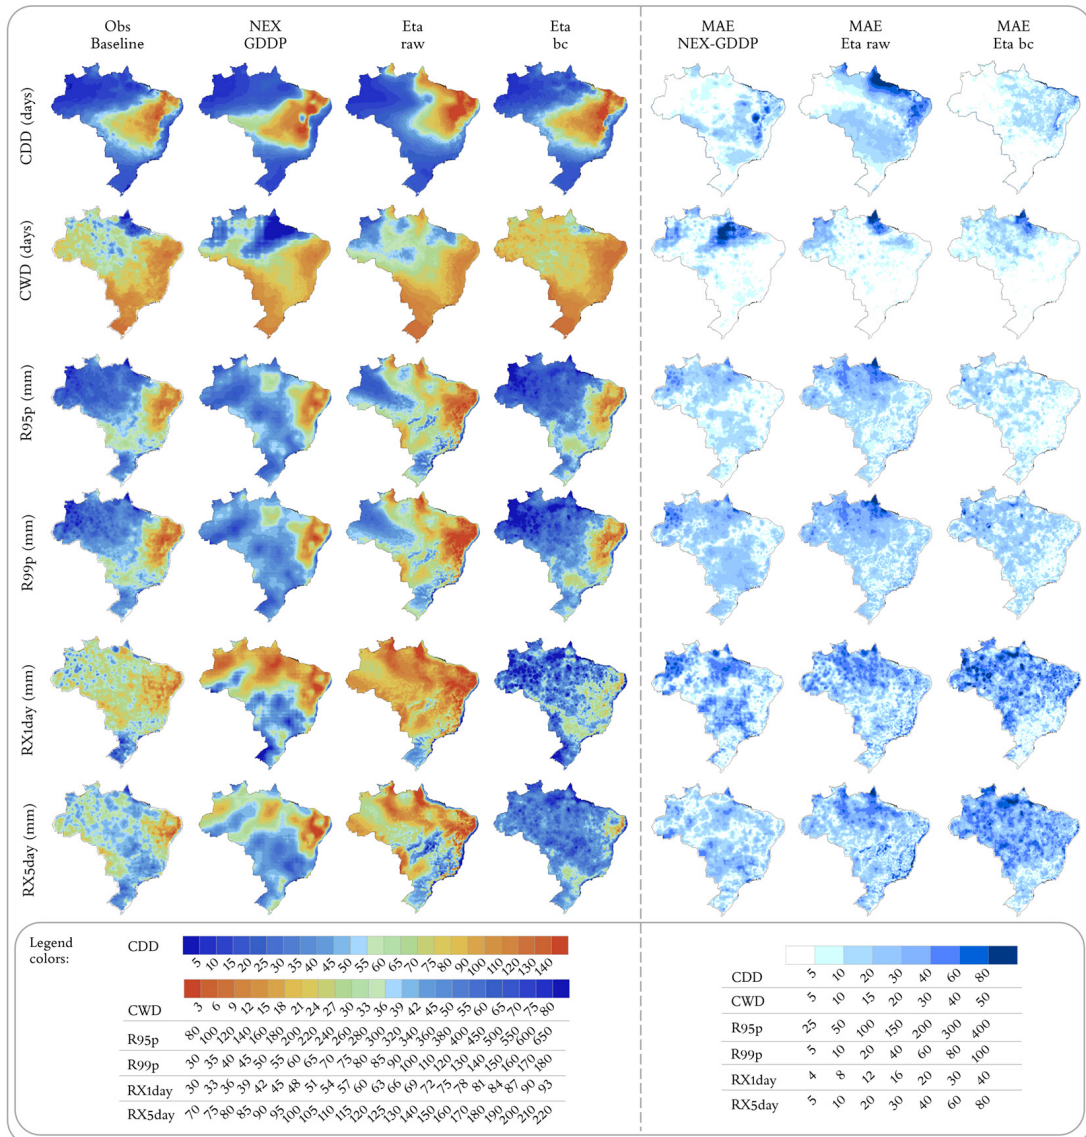 Obs Baseline
NEX GDDP
Eta raw
Eta bc
MAE NEX-GDDP
MAE Eta raw
MAE Eta bc
CDD (days)
CWD (days)
R95p (mm)
R99p (mm)
RX1day (mm)
RX5day (mm)
Legend colors:
CDD 5 10 15 20 25 30 35 40 45 50 55 60 65 70 75 80 90 100 110 120 130 140
CWD 3 6 9 12 15 18 21 24 27 30 33 36 39 42 45 50 55 60 65 70 75 80
R95p 80 100 120 140 160 180 200 220 240 260 280 300 320 340 360 380 400 450 500 550 600 650
R99p 30 35 40 45 50 55 60 65 70 75 80 85 90 100 110 120 130 140 150 160 170 180
RX1day 30 33 36 39 42 45 48 51 54 57 60 63 66 69 72 75 78 81 84 87 90 93
RX5day 70 75 80 85 90 95 100 105 110 115 120 125 130 140 150 160 170 180 190 200 210 220
CDD 5 10 20 30 40 60 80
CWD 5 10 15 20 30 40 50
R95p 25 50 100 150 200 300 400
R99p 5 10 20 40 60 80 100
RX1day 4 8 12 16 20 30 40
RX5day 5 10 20 30 40 60 80